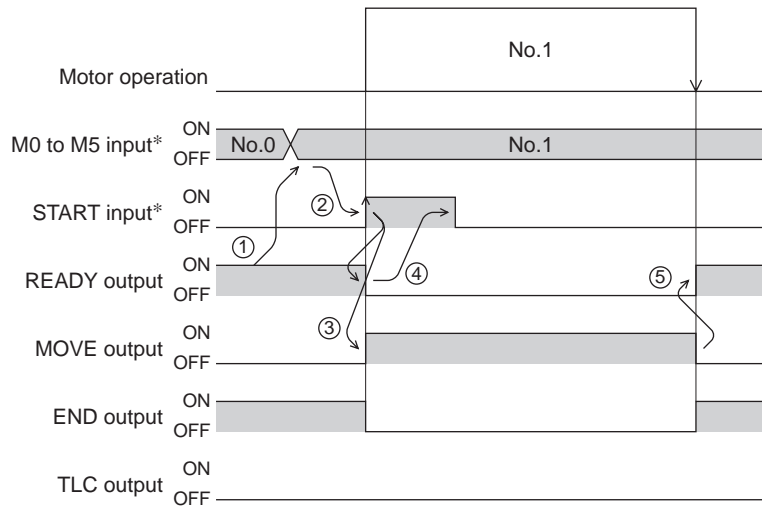 No.1
Motor operation
M0 to M5 input*
ON
OFF
No.0
No.1
START input*
ON
OFF
②
①
READY output
ON
OFF
④
⑤
③
MOVE output
ON
OFF
END output
ON
OFF
TLC output
ON
OFF